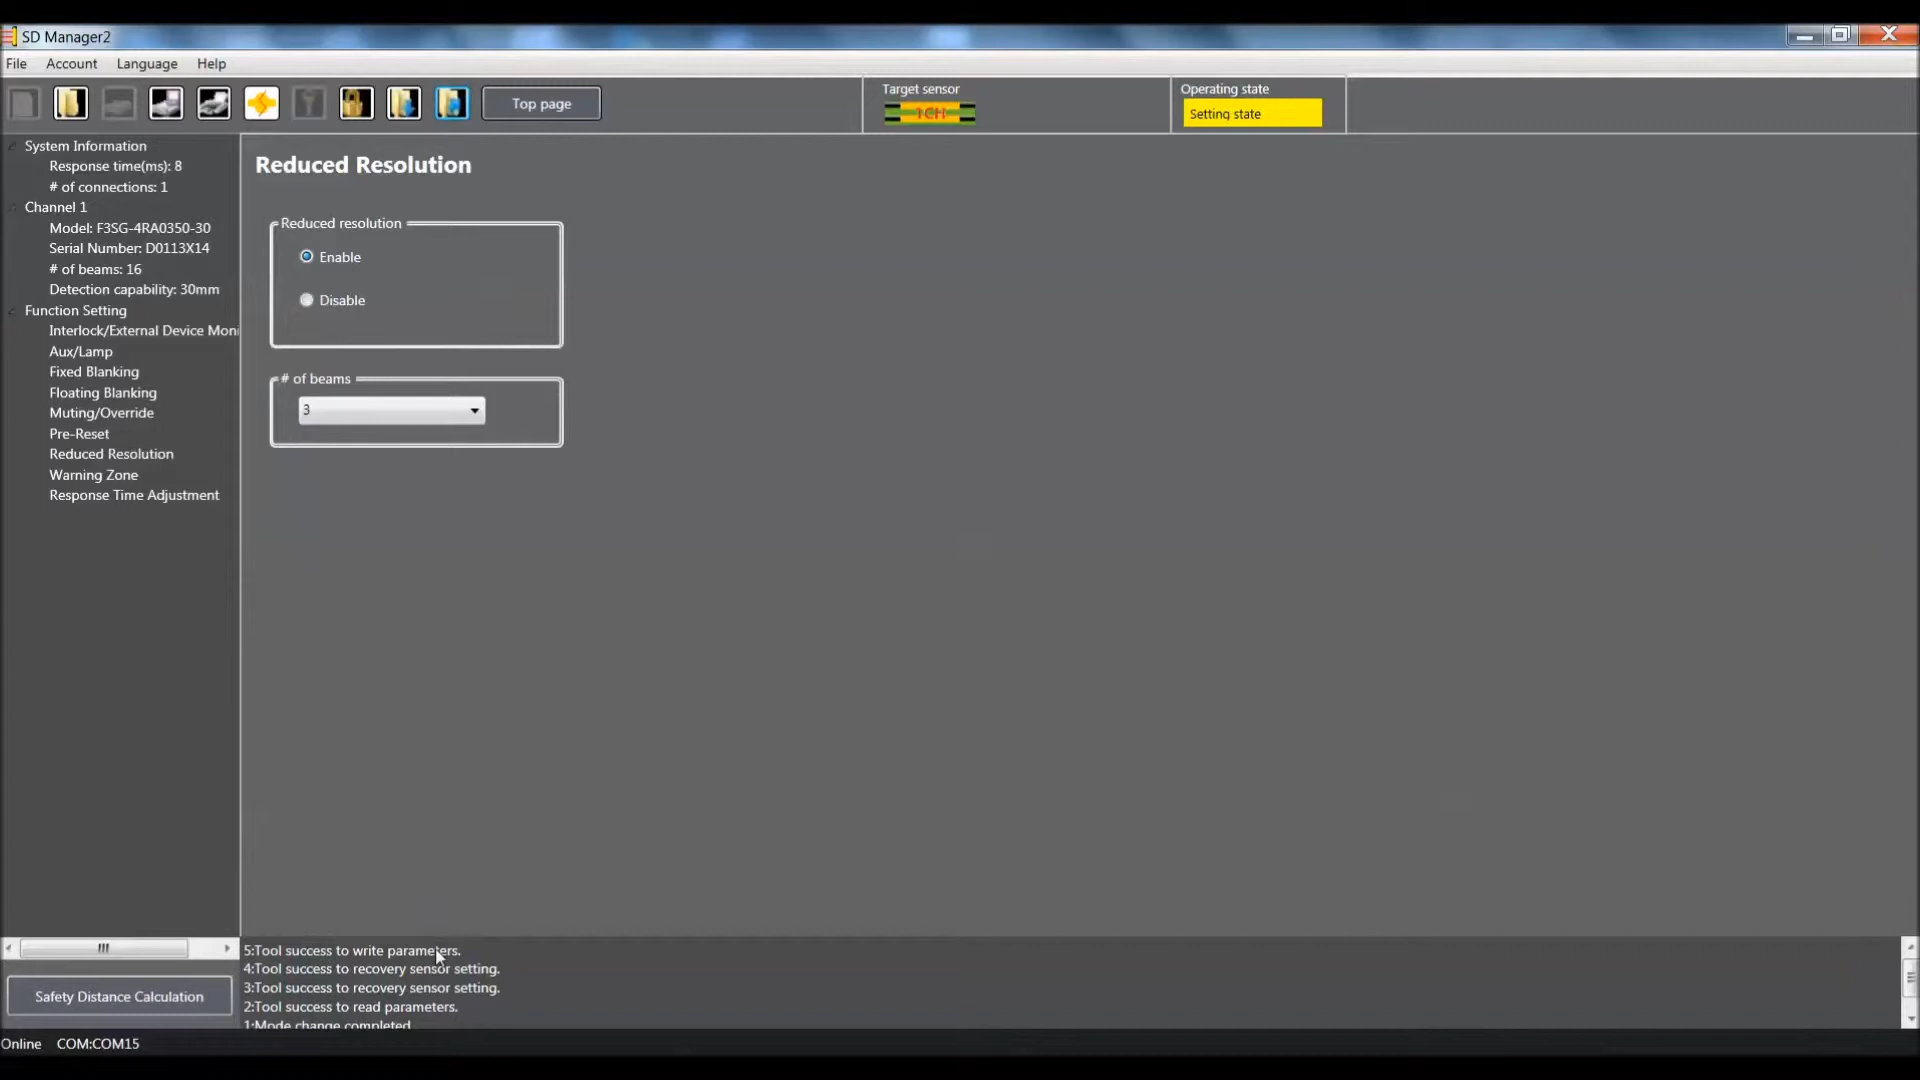 SD Manager2
File Account Language Help
Top page
Target sensor
1CH
Operating state
Setting state
System Information
Response time(ms): 8
# of connections: 1
Channel 1
Model: F3SG-4RA0350-30
Serial Number: D0113X14
# of beams: 16
Detection capability: 30mm
Function Setting
Interlock/External Device Moni
Aux/Lamp
Fixed Blanking
Floating Blanking
Muting/Override
Pre-Reset
Reduced Resolution
Warning Zone
Response Time Adjustment
Safety Distance Calculation
Reduced Resolution
Reduced resolution
Enable
Disable
# of beams
3
5:Tool success to write parameters.
4:Tool success to recovery sensor setting.
3:Tool success to recovery sensor setting.
2:Tool success to read parameters.
1:Mode change completed
Online COM:COM15